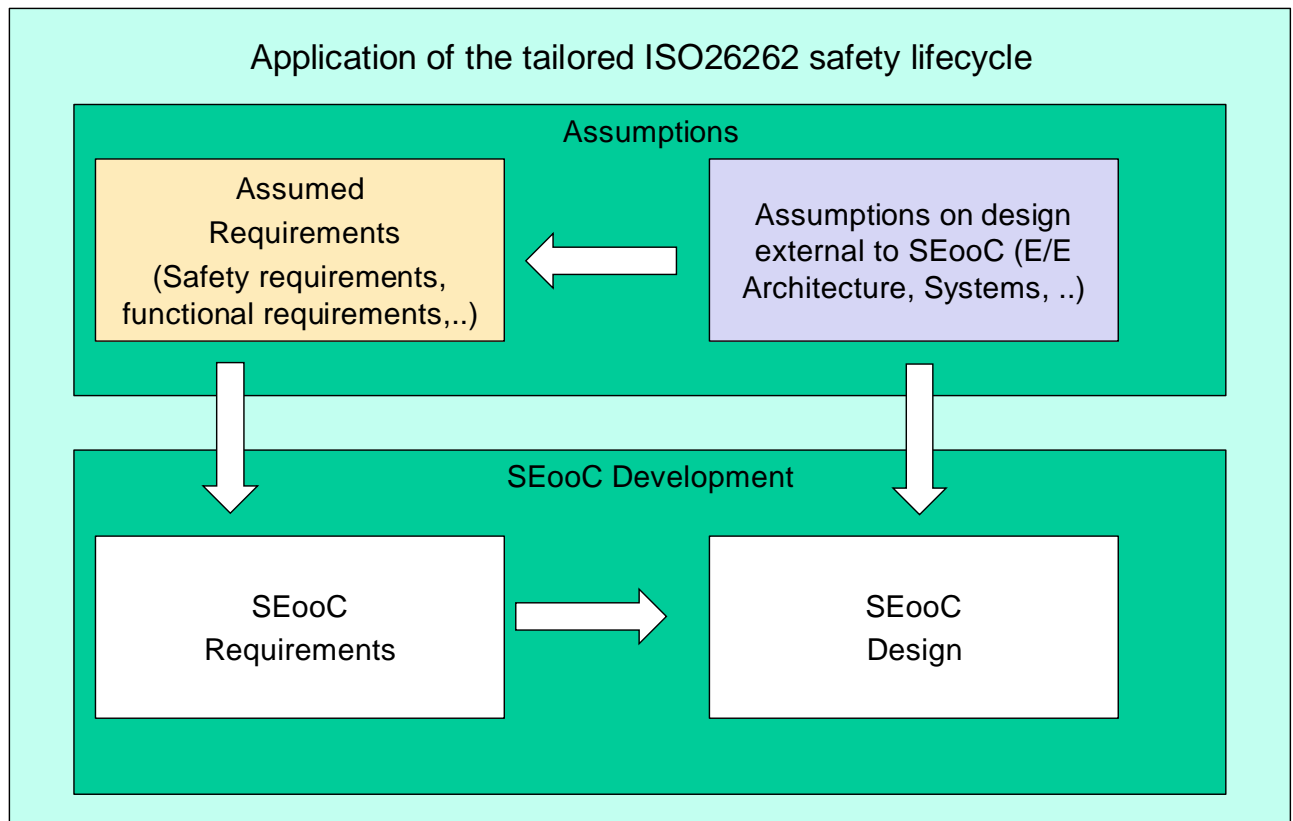 Application of the tailored ISO26262 safety lifecycle
Assumptions
Assumed
Requirements
(Safety requirements,
functional requirements,..)
Assumptions on design
external to SEooC (E/E
Architecture, Systems, ..)
SEooC Development
SEooC
Requirements
SEooC
Design